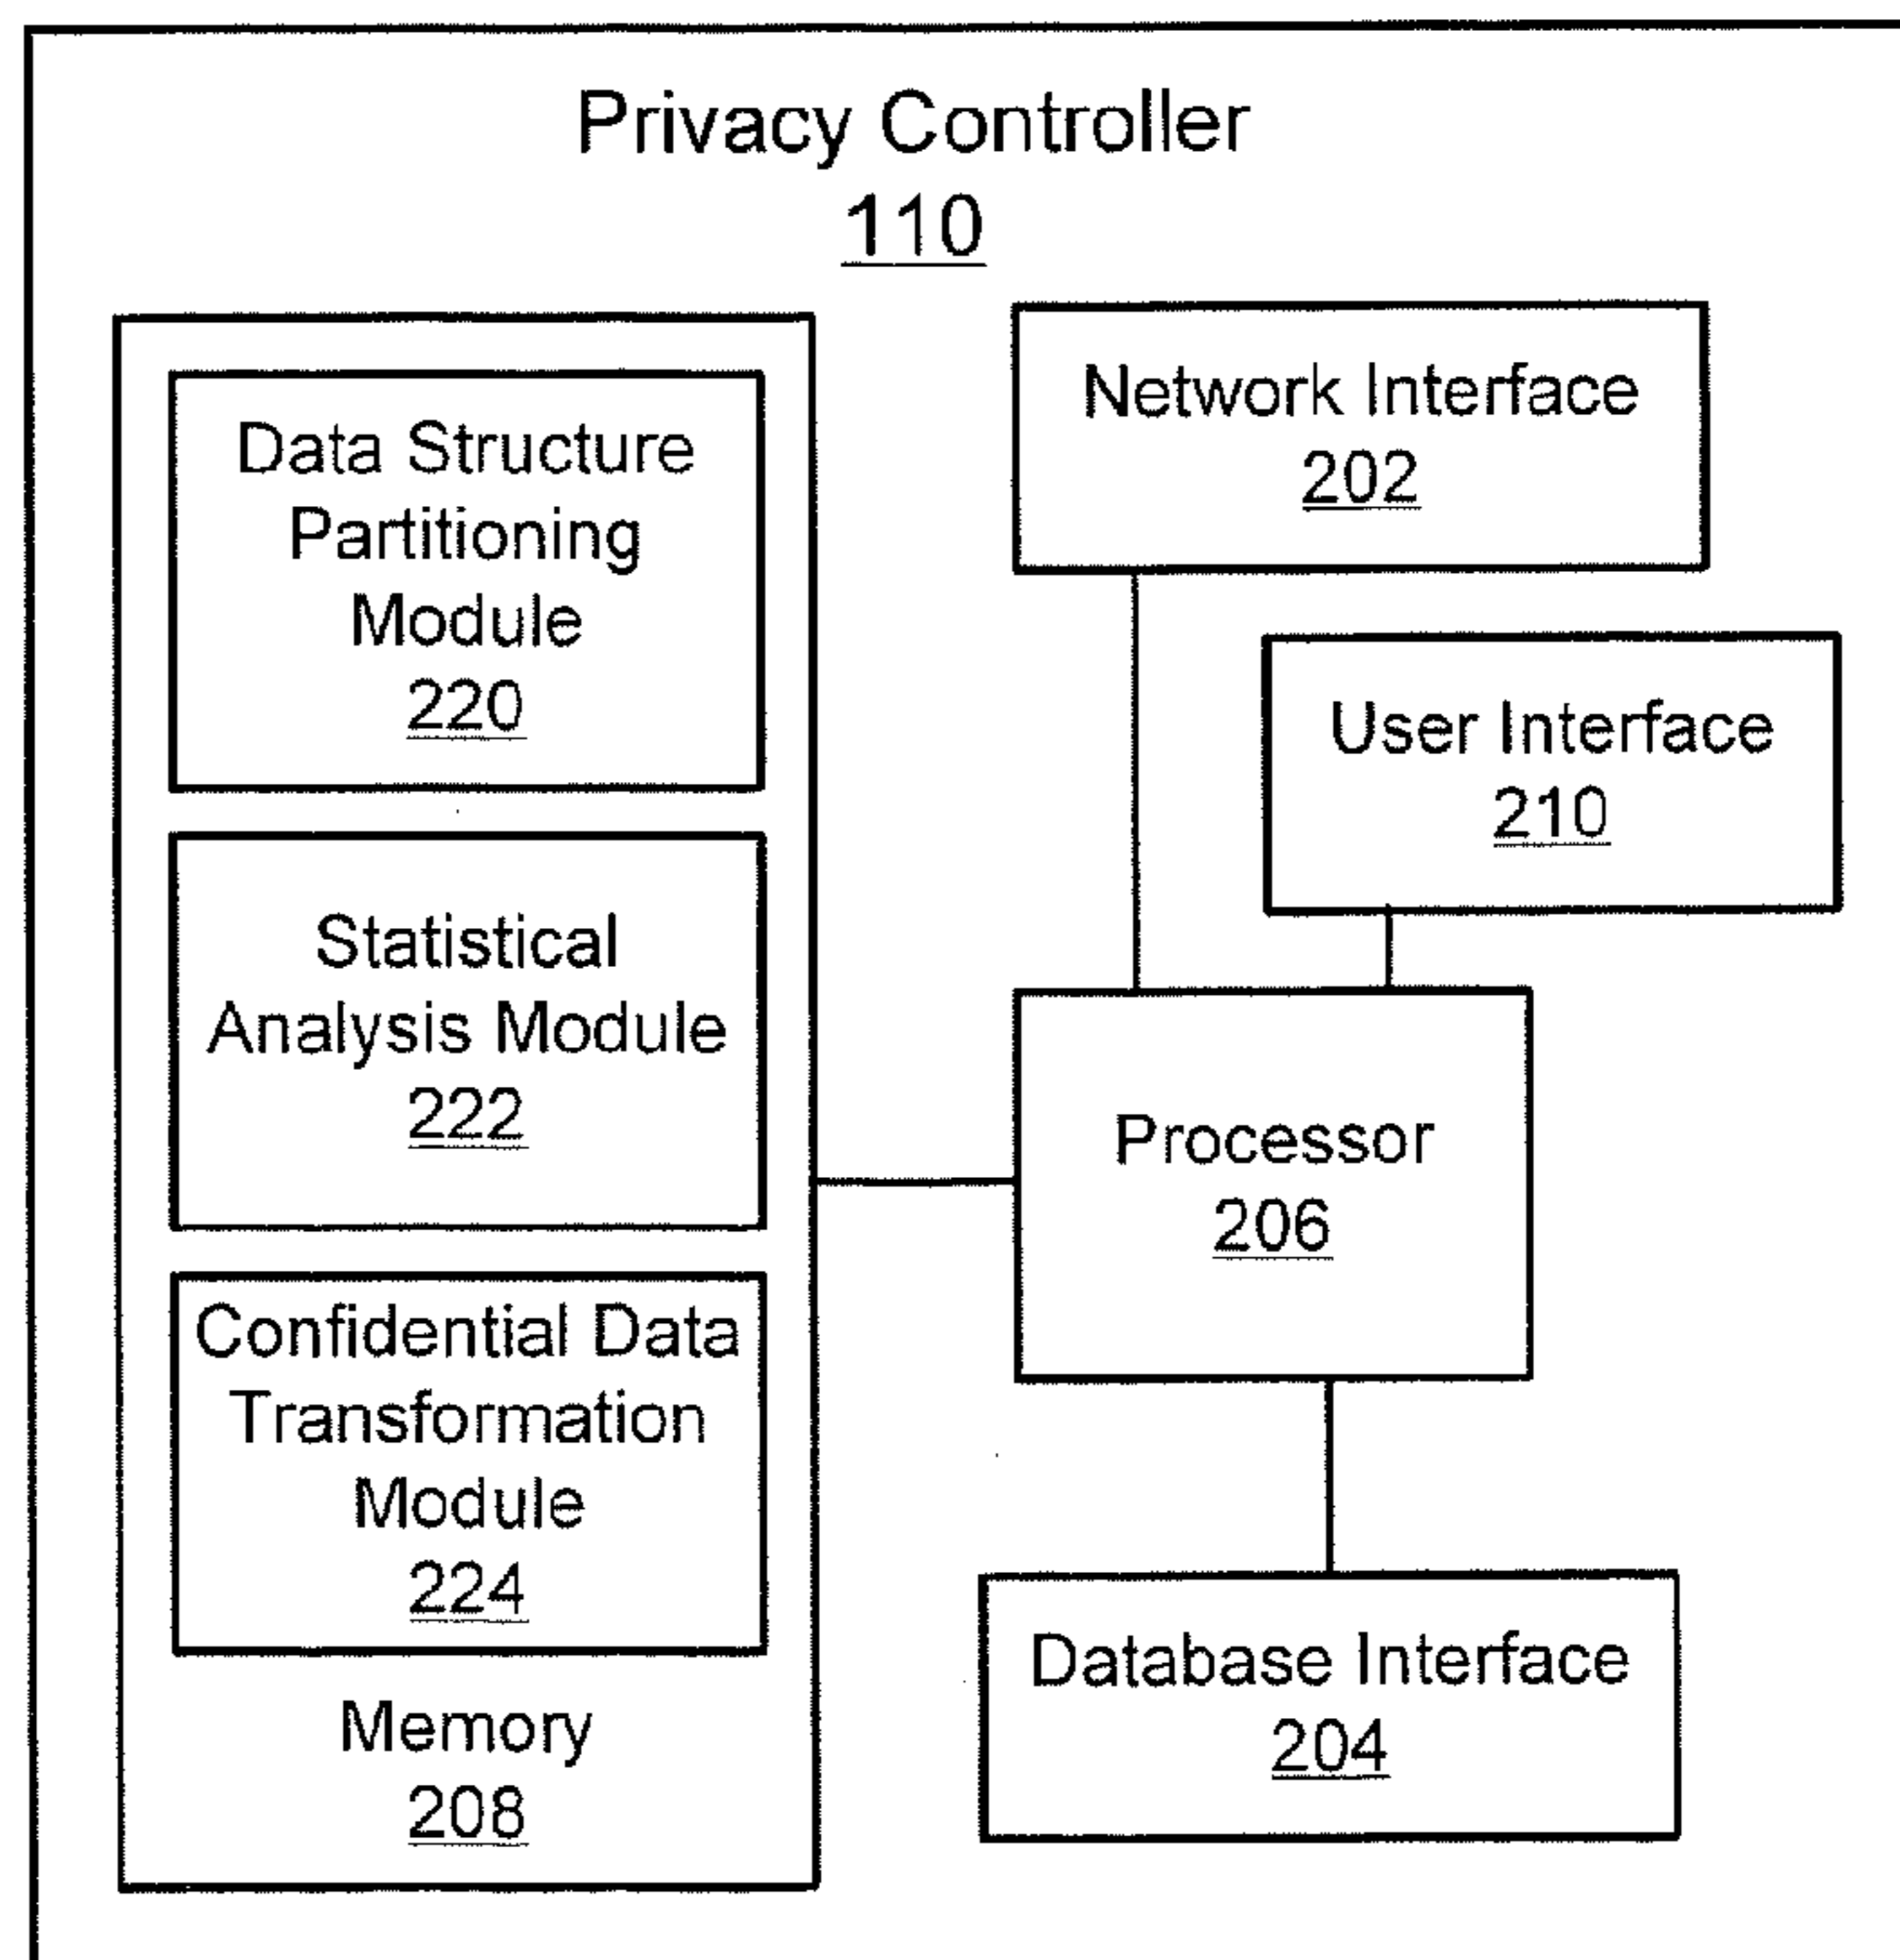 Privacy Controller
110
Data Structure
Partitioning
Module
220
Statistical
Analysis Module
222
Confidential Data
Transformation
Module
224
Memory
208
Network Interface
202
User Interface
210
Processor
206
Database Interface
204